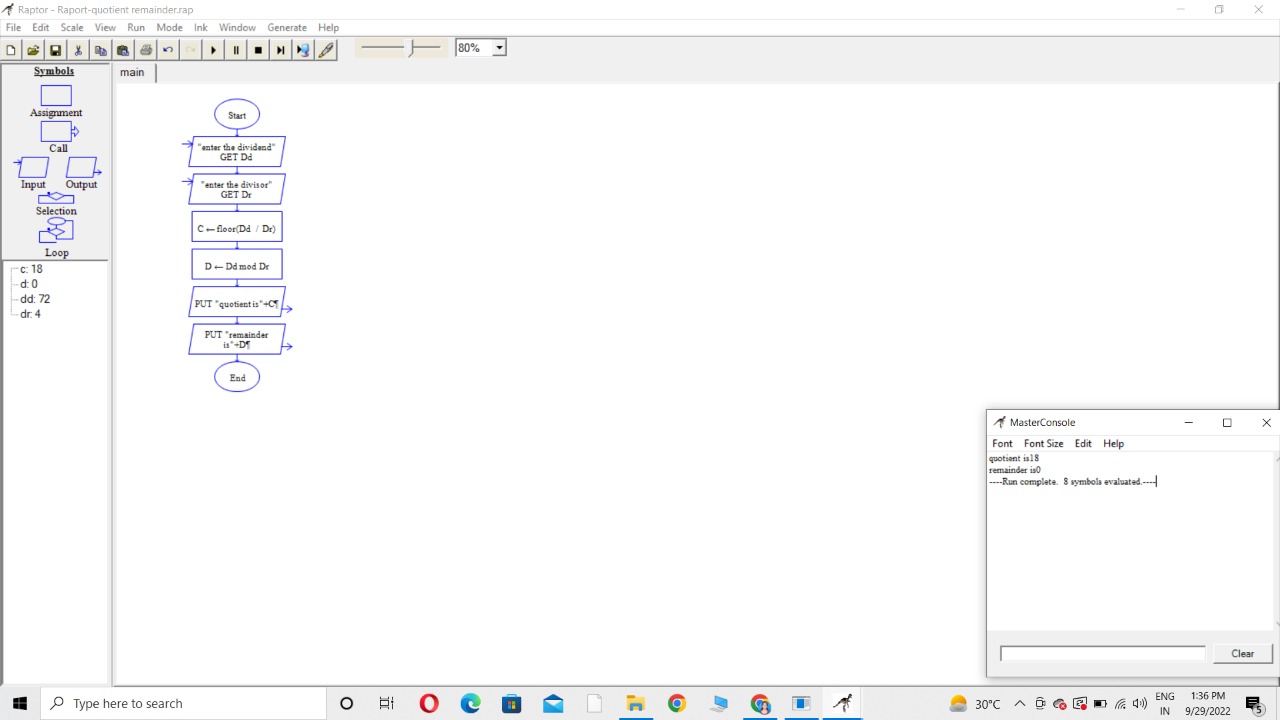 Raptor - Raport-quotient remainder.rap
File Edit Scale View Run Mode Ink Window Generate Help
80%
Symbols
main
Assignment
Call
Input Output
Selection
Loop
c: 18
d: 0
dd: 72
dr: 4
Start
"enter the dividend"
GET Dd
"enter the divisor"
GET Dr
C ← floor(Dd / Dr)
D ← Dd mod Dr
PUT "quotient is"+C¶
PUT "remainder
is"+D¶
End
MasterConsole
Font Font Size Edit Help
quotient is18
remainder is0
----Run complete. 8 symbols evaluated.----
Clear
Type here to search
30°C
ENG
IN
1:36 PM
9/29/2022
5